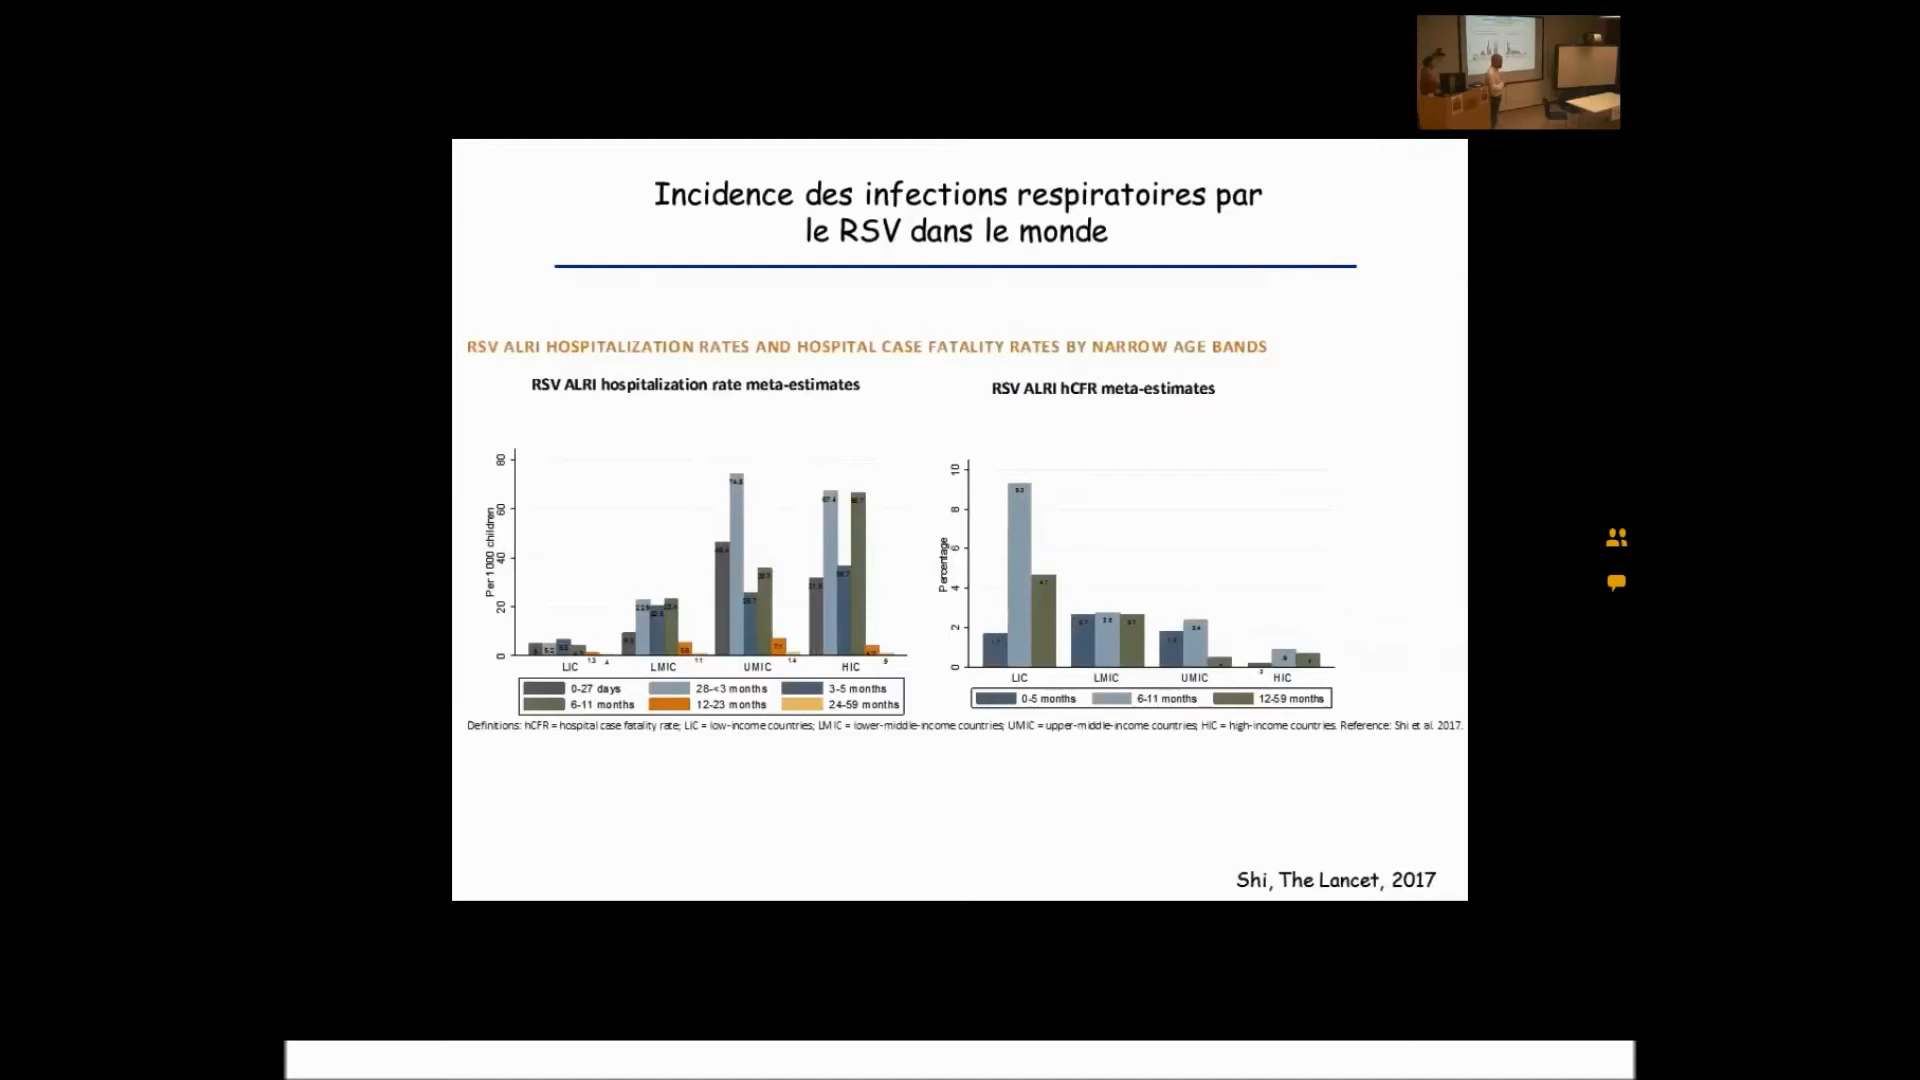 Incidence des infections respiratoires par
le RSV dans le monde
RSV ALRI HOSPITALIZATION RATES AND HOSPITAL CASE FATALITY RATES BY NARROW AGE BANDS
RSV ALRI hospitalization rate meta-estimates
Per 1000 children
80
60
40
20
0
74.8
67.4
LIC LMIC UMIC HIC
0-27 days 28-<3 months 3-5 months
6-11 months 12-23 months 24-59 months
RSV ALRI hCFR meta-estimates
Percentage
10
8
6
4
2
0
LIC LMIC UMIC HIC
0-5 months 6-11 months 12-59 months
Definitions: hCFR = hospital case fatality rate; LIC = low-income countries; LMIC = lower-middle-income countries; UMIC = upper-middle-income countries; HIC = high-income countries. Reference: Shi et al. 2017.
Shi, The Lancet, 2017